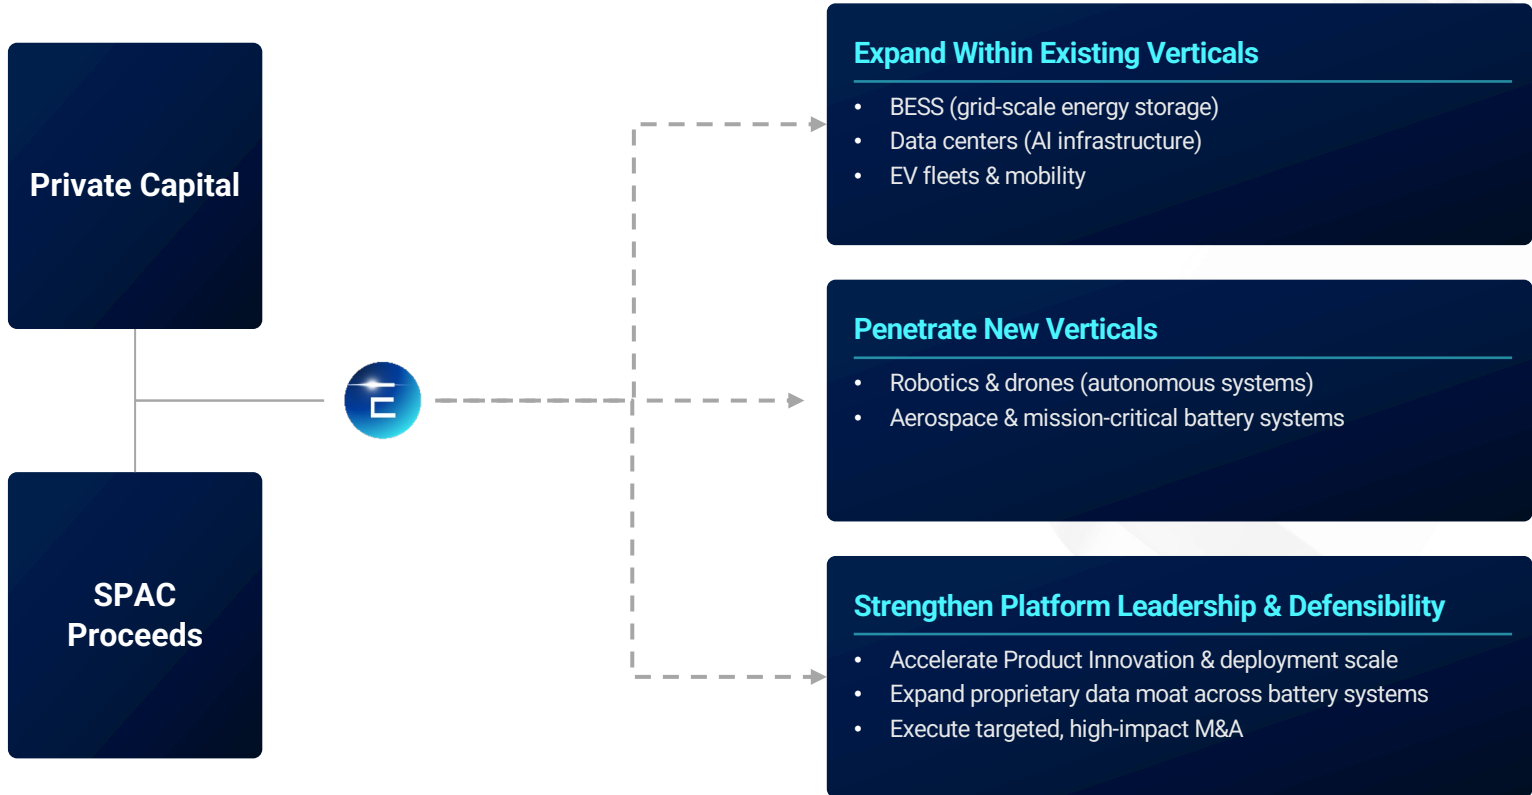 Private Capital
SPAC
Proceeds
Expand Within Existing Verticals
• BESS (grid-scale energy storage)
• Data centers (AI infrastructure)
• EV fleets & mobility
Penetrate New Verticals
• Robotics & drones (autonomous systems)
• Aerospace & mission-critical battery systems
Strengthen Platform Leadership & Defensibility
• Accelerate Product Innovation & deployment scale
• Expand proprietary data moat across battery systems
• Execute targeted, high-impact M&A